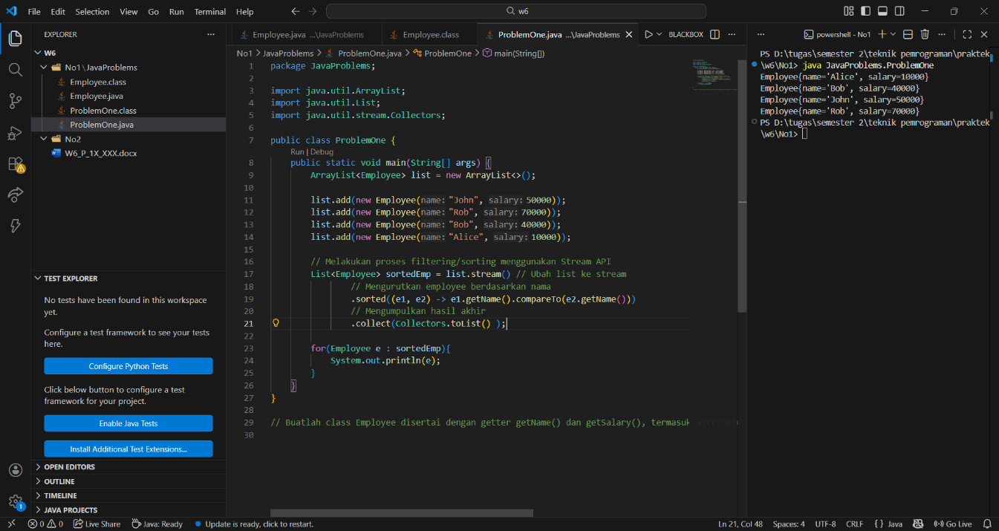 File Edit Selection View Go Run Terminal Help
w6
EXPLORER
W6
No1 \ JavaProblems
Employee.class
Employee.java
ProblemOne.class
ProblemOne.java
No2
W6_P_1X_XXX.docx
TEST EXPLORER
No tests have been found in this workspace
yet.
Configure a test framework to see your tests
here.
Configure Python Tests
Click below button to configure a test
framework for your project.
Enable Java Tests
Install Additional Test Extensions...
OPEN EDITORS
OUTLINE
TIMELINE
JAVA PROJECTS
Employee.java ...\JavaProblems
Employee.class
ProblemOne.java ...\JavaProblems
BLACKBOX
No1 > JavaProblems > ProblemOne.java > ProblemOne > main(String[])
1 package JavaProblems;
2
3 import java.util.ArrayList;
4 import java.util.List;
5 import java.util.stream.Collectors;
6
7 public class ProblemOne {
Run | Debug
8 public static void main(String[] args) {
9 ArrayList<Employee> list = new ArrayList<>();
10
11 list.add(new Employee(name: "John", salary: 50000));
12 list.add(new Employee(name: "Rob", salary: 70000));
13 list.add(new Employee(name: "Bob", salary: 40000));
14 list.add(new Employee(name: "Alice", salary: 10000));
15
16 // Melakukan proses filtering/sorting menggunakan Stream API
17 List<Employee> sortedEmp = list.stream() // Ubah list ke stream
18 // Mengurutkan employee berdasarkan nama
19 .sorted((e1, e2) -> e1.getName().compareTo(e2.getName()))
20 // Mengumpulkan hasil akhir
21 .collect(Collectors.toList() );
22
23 for(Employee e : sortedEmp){
24 System.out.println(e);
25 }
26 }
27 }
28
29 // Buatlah class Employee disertai dengan getter getName() dan getSalary(), termasuk
30
powershell - No1
PS D:\tugas\semester 2\teknik pemrograman\praktek
\w6\No1> java JavaProblems.ProblemOne
Employee{name='Alice', salary=10000}
Employee{name='Bob', salary=40000}
Employee{name='John', salary=50000}
Employee{name='Rob', salary=70000}
PS D:\tugas\semester 2\teknik pemrograman\praktek
\w6\No1>
1
0 0 Live Share Java: Ready Update is ready, click to restart.
Ln 21, Col 48 Spaces: 4 UTF-8 CRLF { } Java Go Live